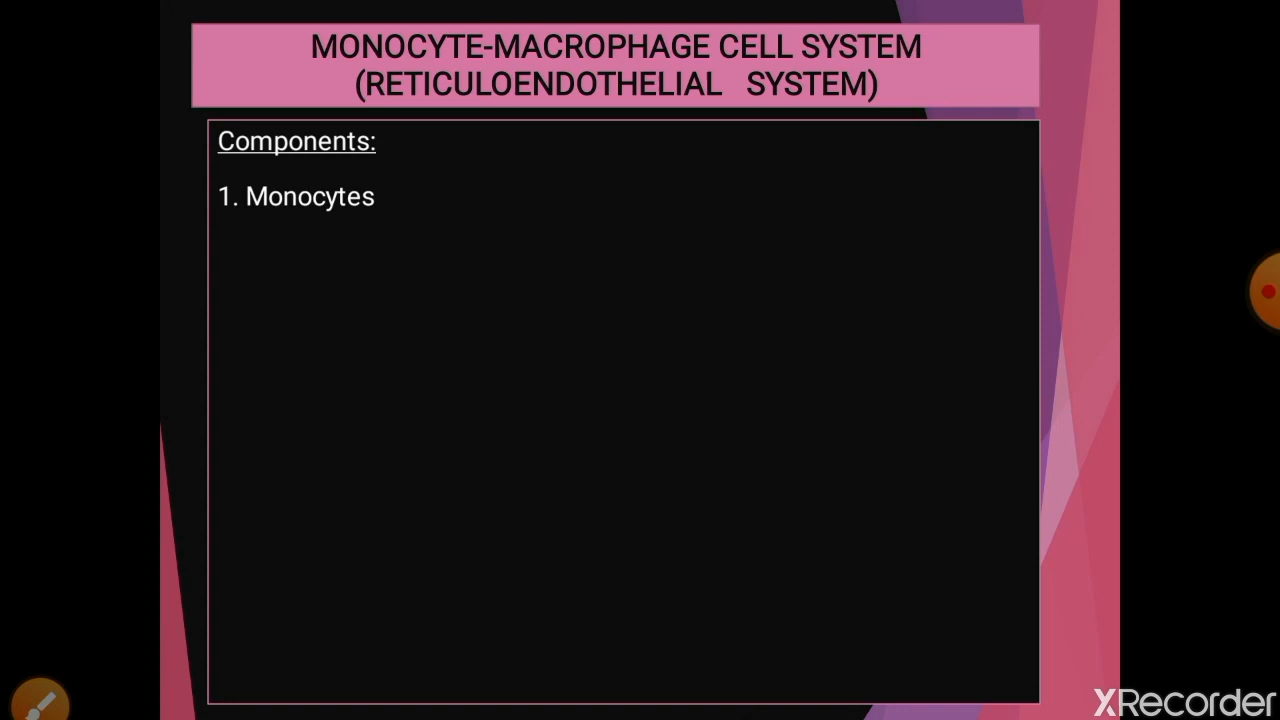 MONOCYTE-MACROPHAGE CELL SYSTEM
(RETICULOENDOTHELIAL SYSTEM)
Components:
1. Monocytes
XRecorder